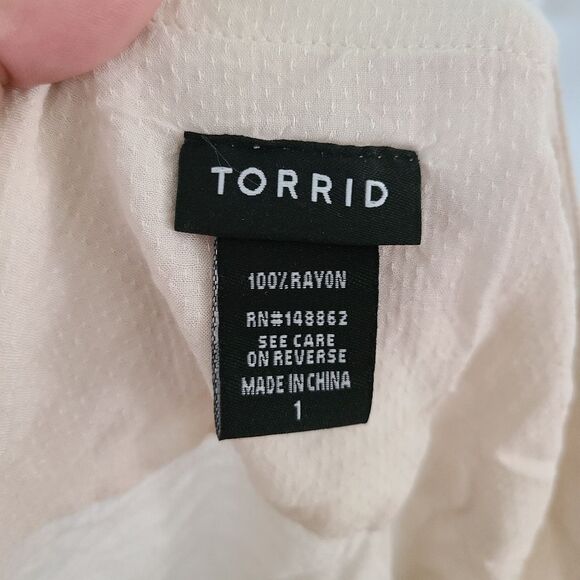 TORRID
100% RAYON
RN#148862
SEE CARE
ON REVERSE
MADE IN CHINA
1